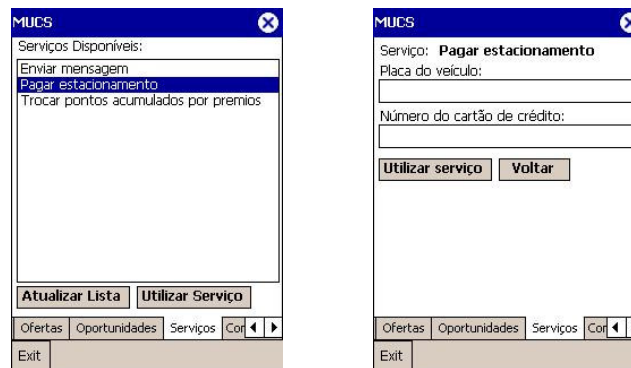 MUCS
Serviços Disponíveis:
Enviar mensagem
Pagar estacionamento
Trocar pontos acumulados por premios
Atualizar Lista Utilizar Serviço
Ofertas Oportunidades Serviços Cor
Exit
MUCS
Serviço: Pagar estacionamento
Placa do veículo:
Número do cartão de crédito:
Utilizar serviço Voltar
Ofertas Oportunidades Serviços Cor
Exit